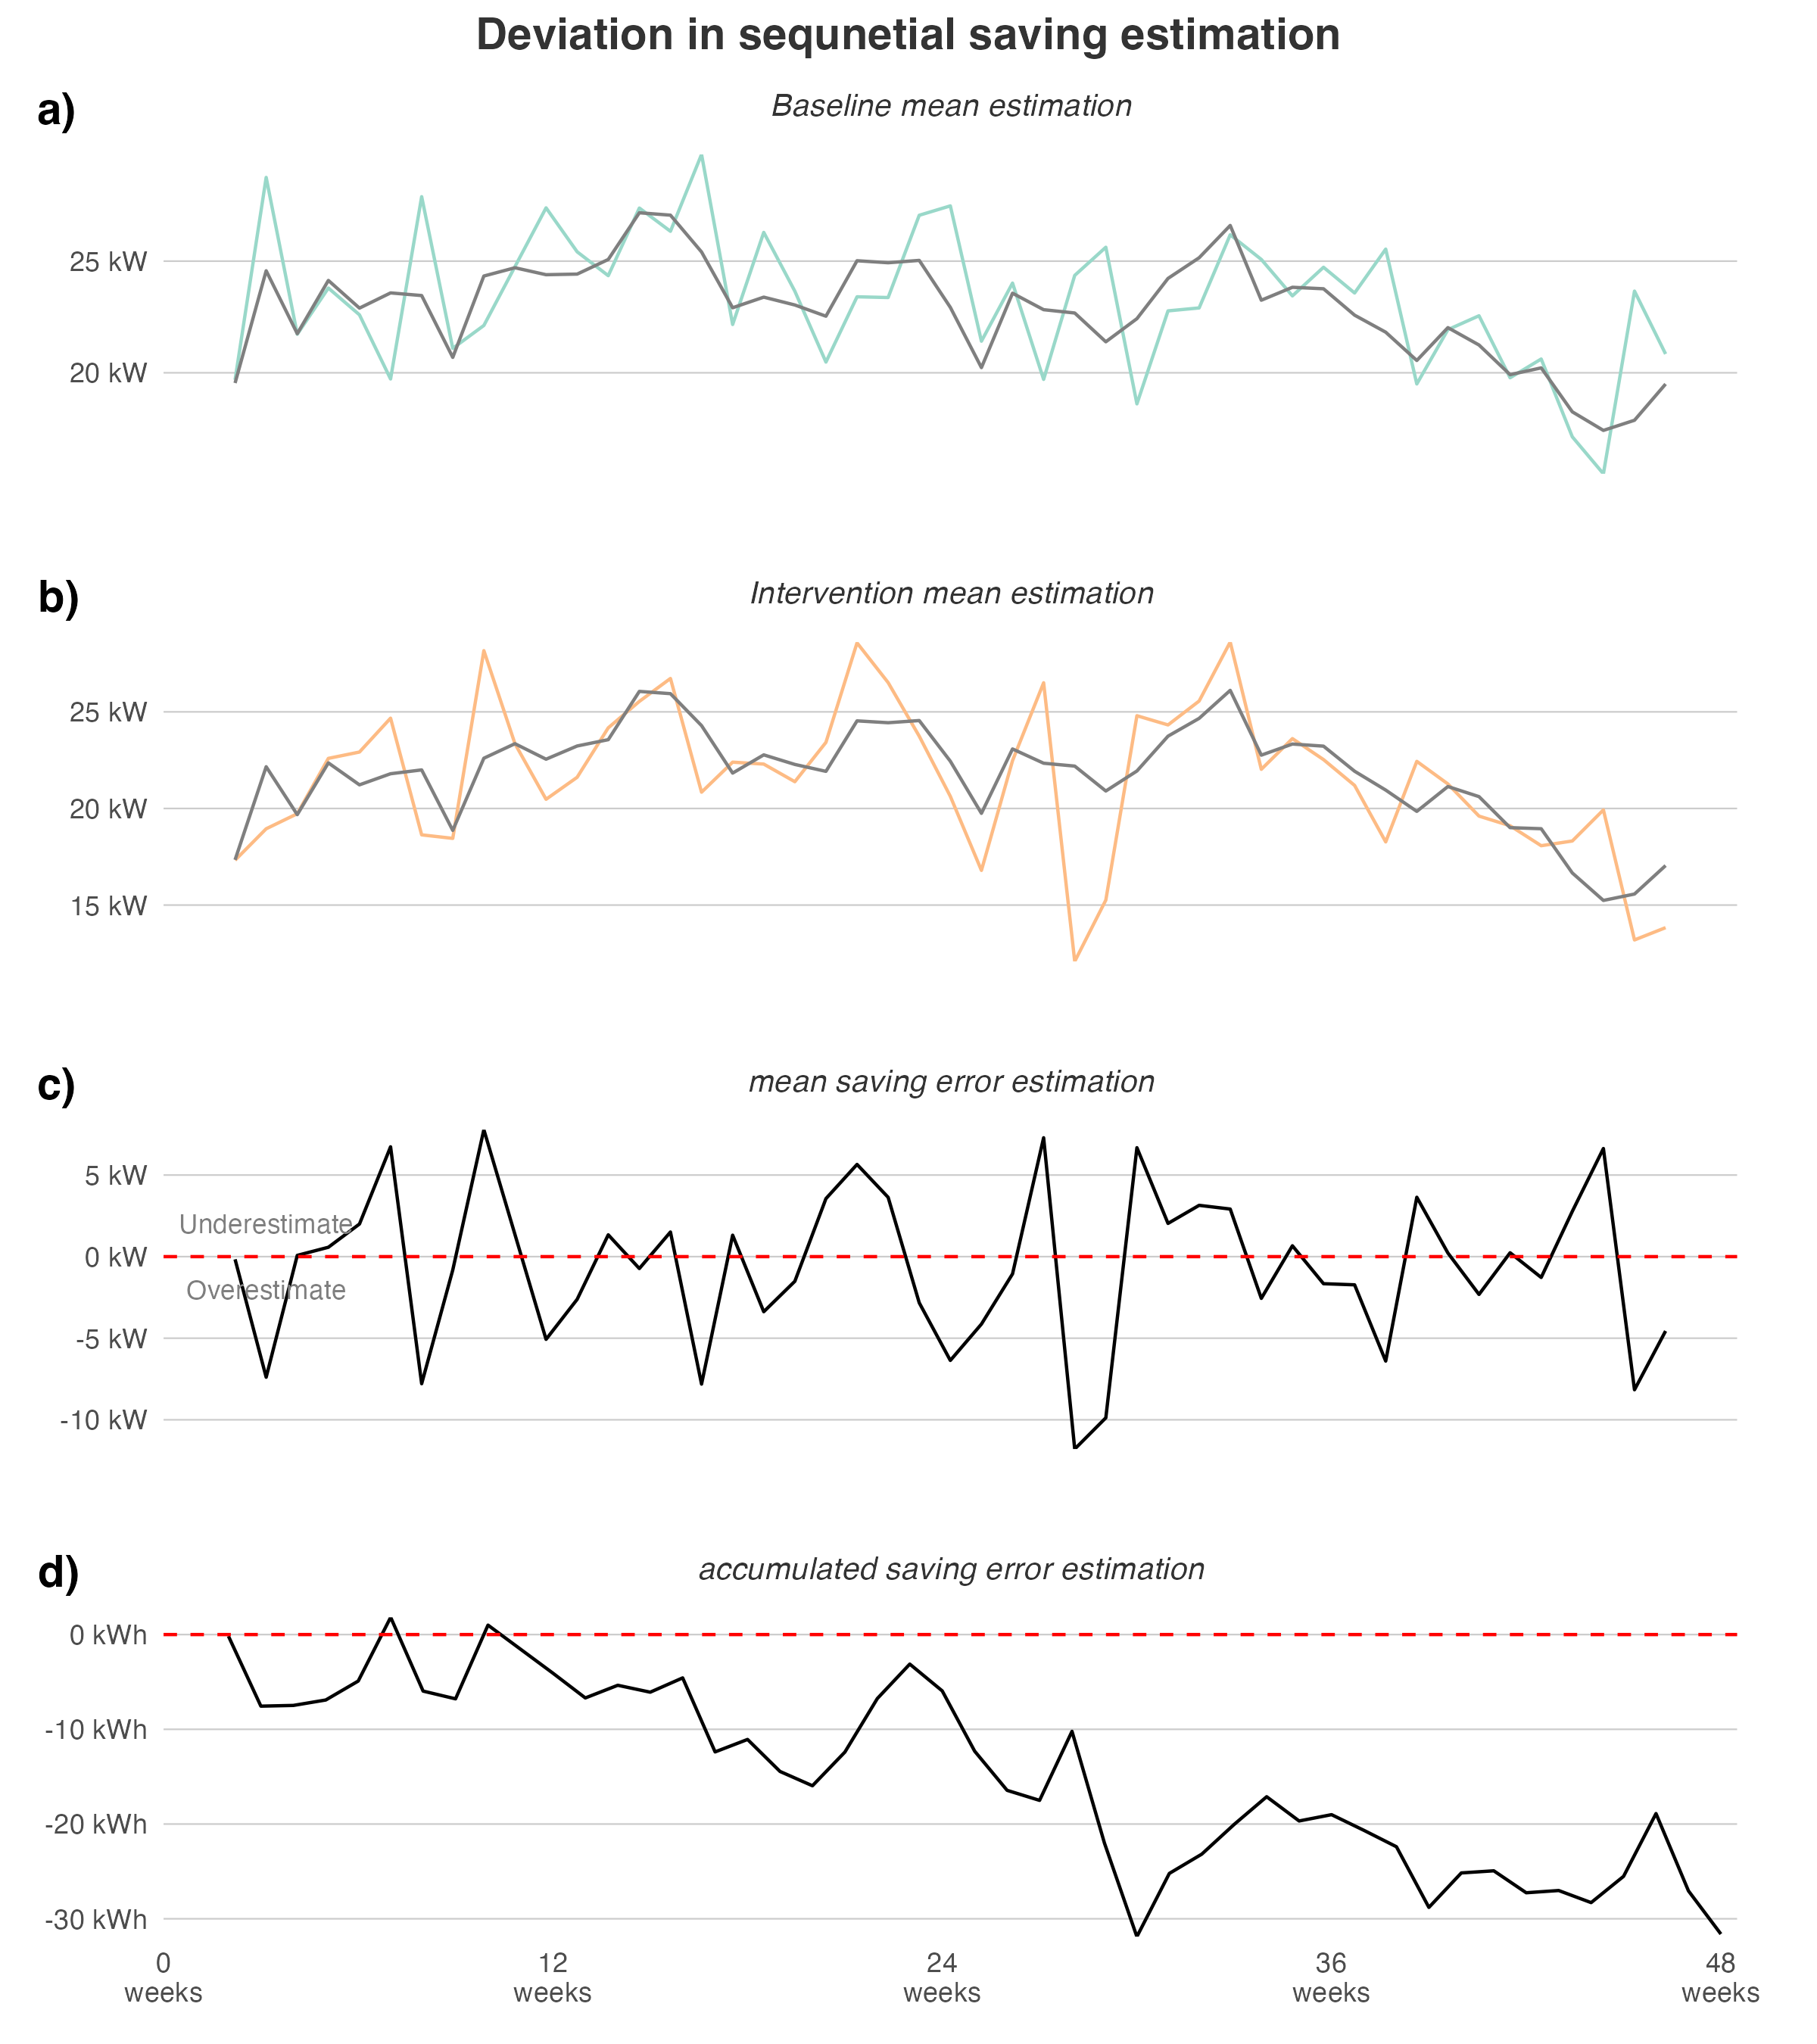 Deviation in sequnetial saving estimation
a)
Baseline mean estimation
25 kW
20 kW
b)
Intervention mean estimation
25 kW
20 kW
15 kW
c)
mean saving error estimation
5 kW
Underestimate
0 kW
Overestimate
-5 kW
-10 kW
d)
accumulated saving error estimation
0 kWh
-10 kWh
-20 kWh
-30 kWh
0 12 24 36 48
weeks weeks weeks weeks weeks